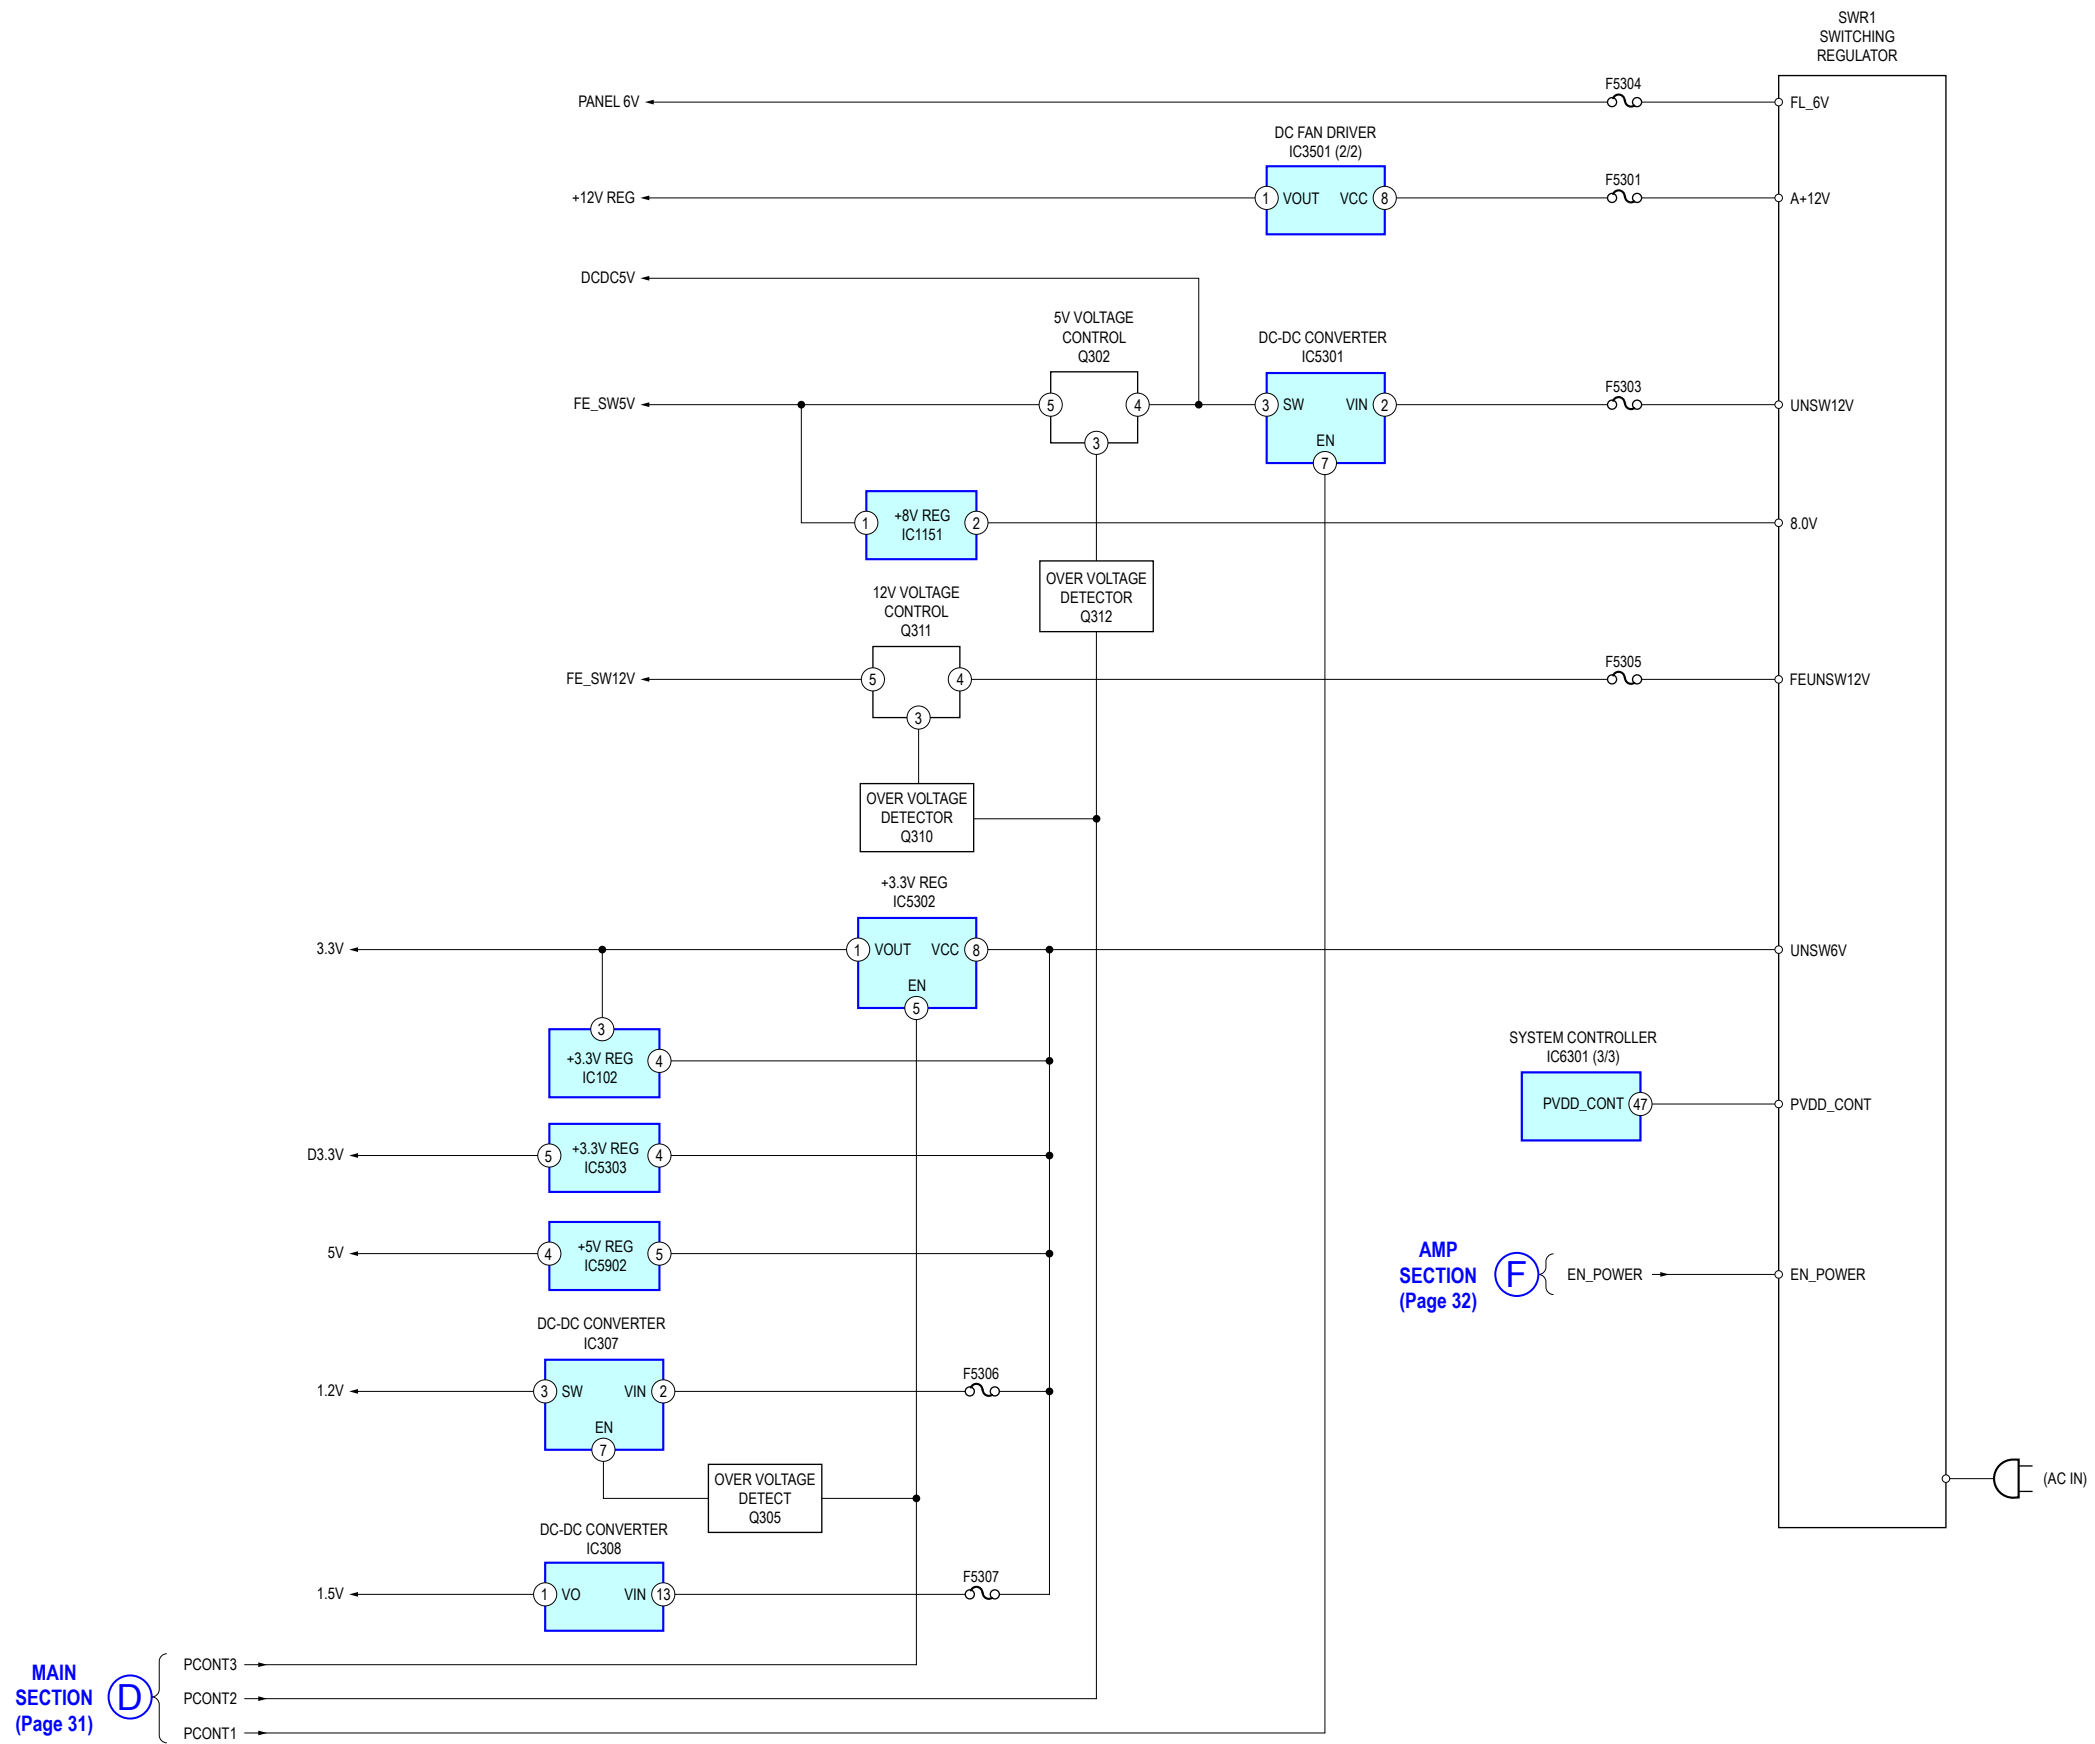 SWR1
SWITCHING
REGULATOR
F5304
PANEL 6V
FL_6V
DC FAN DRIVER
IC3501 (2/2)
F5301
+12V REG
1 VOUT VCC 8
A+12V
DCDC5V
5V VOLTAGE
CONTROL
Q302
DC-DC CONVERTER
IC5301
F5303
FE_SW5V
5 4
3 SW VIN 2
UNSW12V
EN
3
7
1 +8V REG 2
IC1151
8.0V
OVER VOLTAGE
DETECTOR
Q312
12V VOLTAGE
CONTROL
Q311
F5305
FE_SW12V
5 4
FEUNSW12V
3
OVER VOLTAGE
DETECTOR
Q310
+3.3V REG
IC5302
3.3V
1 VOUT VCC 8
UNSW6V
EN
5
3
+3.3V REG 4
IC102
SYSTEM CONTROLLER
IC6301 (3/3)
PVDD_CONT 47
PVDD_CONT
D3.3V
5 +3.3V REG 4
IC5303
5V
4 +5V REG 5
IC5902
AMP
SECTION
(Page 32)
F
EN_POWER
EN_POWER
DC-DC CONVERTER
IC307
F5306
1.2V
3 SW VIN 2
EN
7
OVER VOLTAGE
DETECT
Q305
(AC IN)
DC-DC CONVERTER
IC308
F5307
1.5V
1 VO VIN 13
MAIN
SECTION
(Page 31)
D
PCONT3
PCONT2
PCONT1